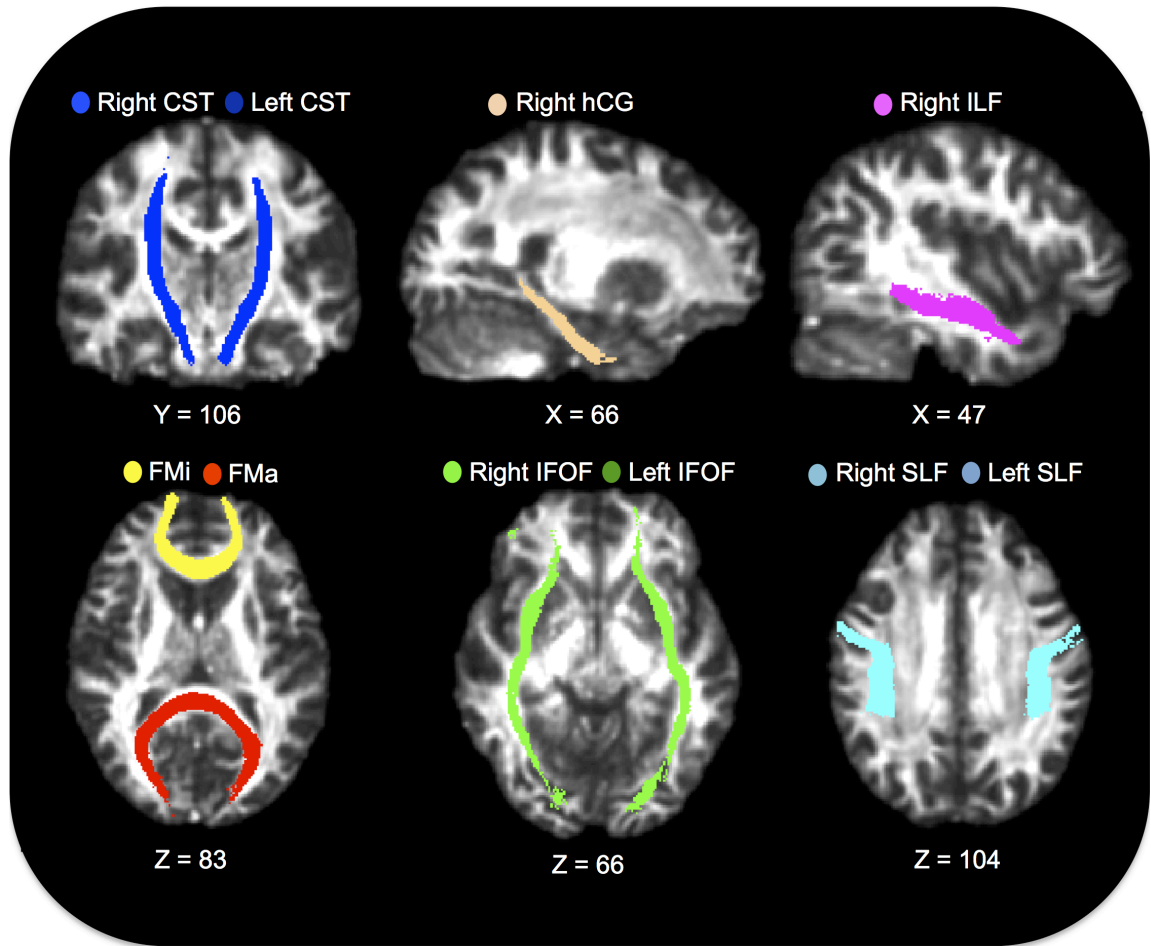 Right CST Left CST
Right hCG
Right ILF
Y = 106
X = 66
X = 47
FMi FMa
Right IFOF Left IFOF
Right SLF Left SLF
Z = 83
Z = 66
Z = 104